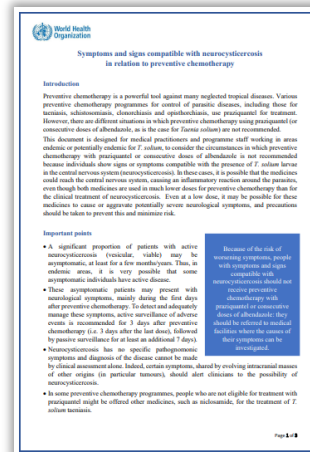 World Health
Organization
Symptoms and signs compatible with neurocysticercosis
in relation to preventive chemotherapy
Introduction
Preventive chemotherapy is a powerful tool against many neglected tropical diseases. Various
preventive chemotherapy programmes for control of parasitic diseases, including those for
taeniasis, schistosomiasis, clonorchiasis and opisthorchiasis, use praziquantel for treatment.
However, there are different situations in which preventive chemotherapy using praziquantel (or
consecutive doses of albendazole, as is the case for Taenia solium) are not recommended.
This document is designed for medical practitioners and programme staff working in areas
endemic or potentially endemic for T. solium, to consider the circumstances in which preventive
chemotherapy with praziquantel or consecutive doses of albendazole is not recommended
because individuals show signs or symptoms compatible with the presence of T. solium larvae
in the central nervous system (neurocysticercosis). In these cases, it is possible that the medicines
could reach the central nervous system, causing an inflammatory reaction around the parasites,
even though both medicines are used in much lower doses for preventive chemotherapy than for
the clinical treatment of neurocysticercosis. Even at a low dose, it may be possible for these
medicines to cause or aggravate potentially severe neurological symptoms, and precautions
should be taken to prevent this and minimize risk.
Important points
• A significant proportion of patients with active
neurocysticercosis (vesicular, viable) may be
asymptomatic, at least for a few months/years. Thus, in
endemic areas, it is very possible that some
asymptomatic individuals have active disease.
• These asymptomatic patients may present with
neurological symptoms, mainly during the first days
after preventive chemotherapy. To detect and adequately
manage these symptoms, active surveillance of adverse
events is recommended for 3 days after preventive
chemotherapy (i.e. 3 days after the last dose), followed
by passive surveillance for at least an additional 7 days).
• Neurocysticercosis has no specific pathognomonic
symptoms and diagnosis of the disease cannot be made
by clinical assessment alone. Indeed, certain symptoms, shared by evolving intracranial masses
of other origins (in particular tumours), should alert clinicians to the possibility of
neurocysticercosis.
• In some preventive chemotherapy programmes, people who are not eligible for treatment with
praziquantel might be offered other medicines, such as niclosamide, for the treatment of T.
solium taeniasis.
Because of the risk of
worsening symptoms, people
with symptoms and signs
compatible with
neurocysticercosis should not
receive preventive
chemotherapy with
praziquantel or consecutive
doses of albendazole: they
should be referred to medical
facilities where the causes of
their symptoms can be
investigated.
Page 1 of 3